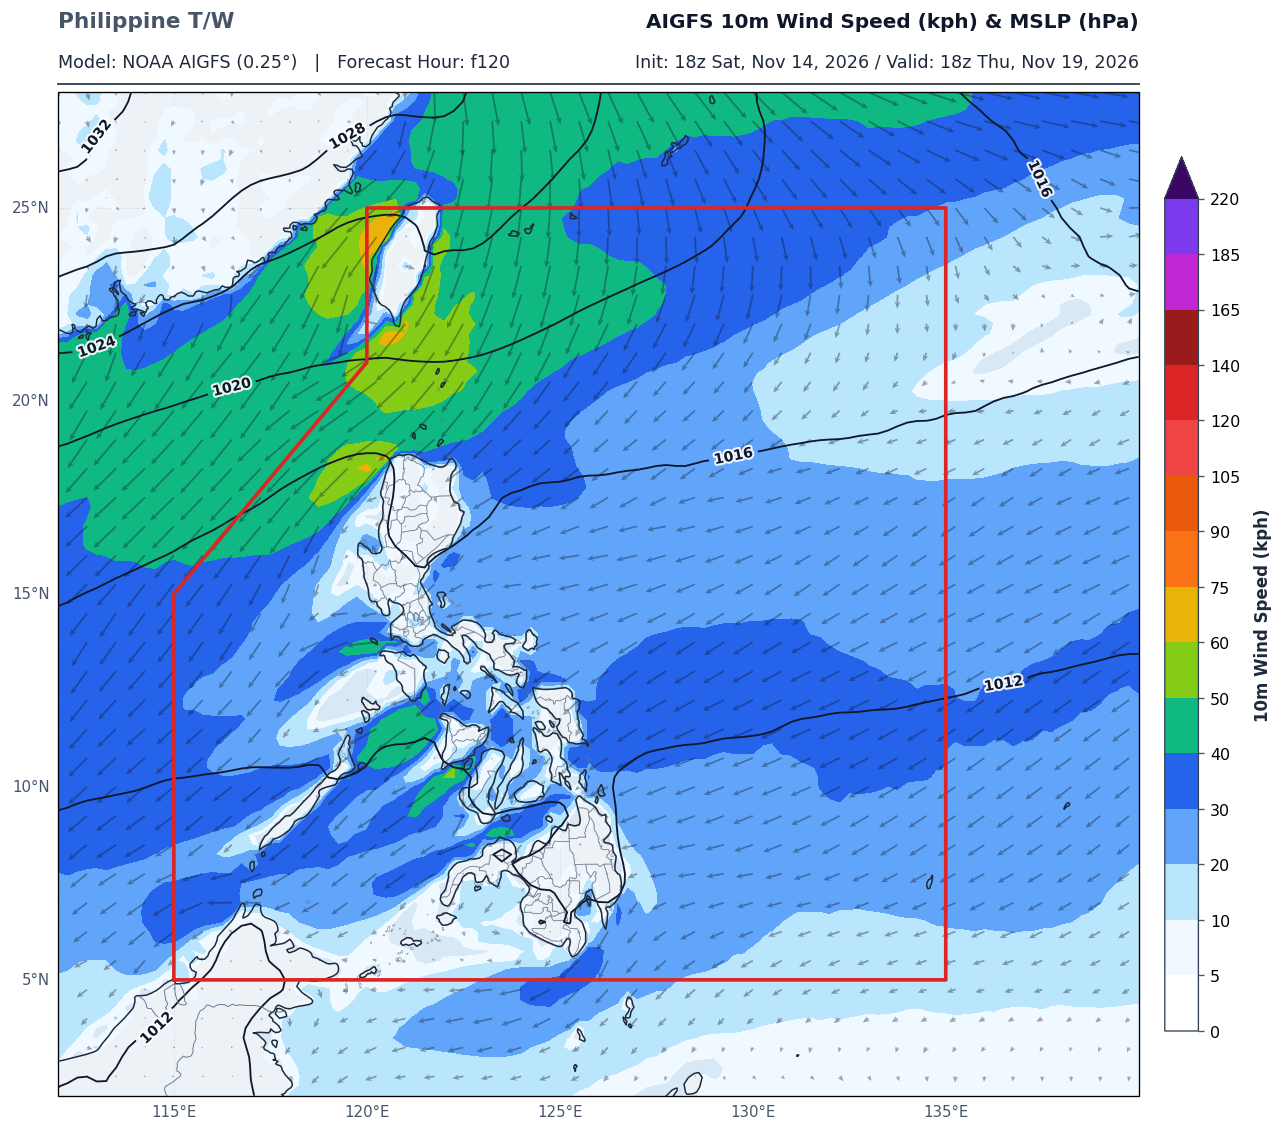 Philippine T/W
AIGFS 10m Wind Speed (kph) & MSLP (hPa)
Model: NOAA AIGFS (0.25°)   |   Forecast Hour: f120
Init: 18z Sat, Nov 14, 2026 / Valid: 18z Thu, Nov 19, 2026
1032
1028
1016
1024
1020
1016
1012
1012
25°N
20°N
15°N
10°N
5°N
115°E
120°E
125°E
130°E
135°E
220
185
165
140
120
105
90
75
60
50
40
30
20
10
5
0
10m Wind Speed (kph)